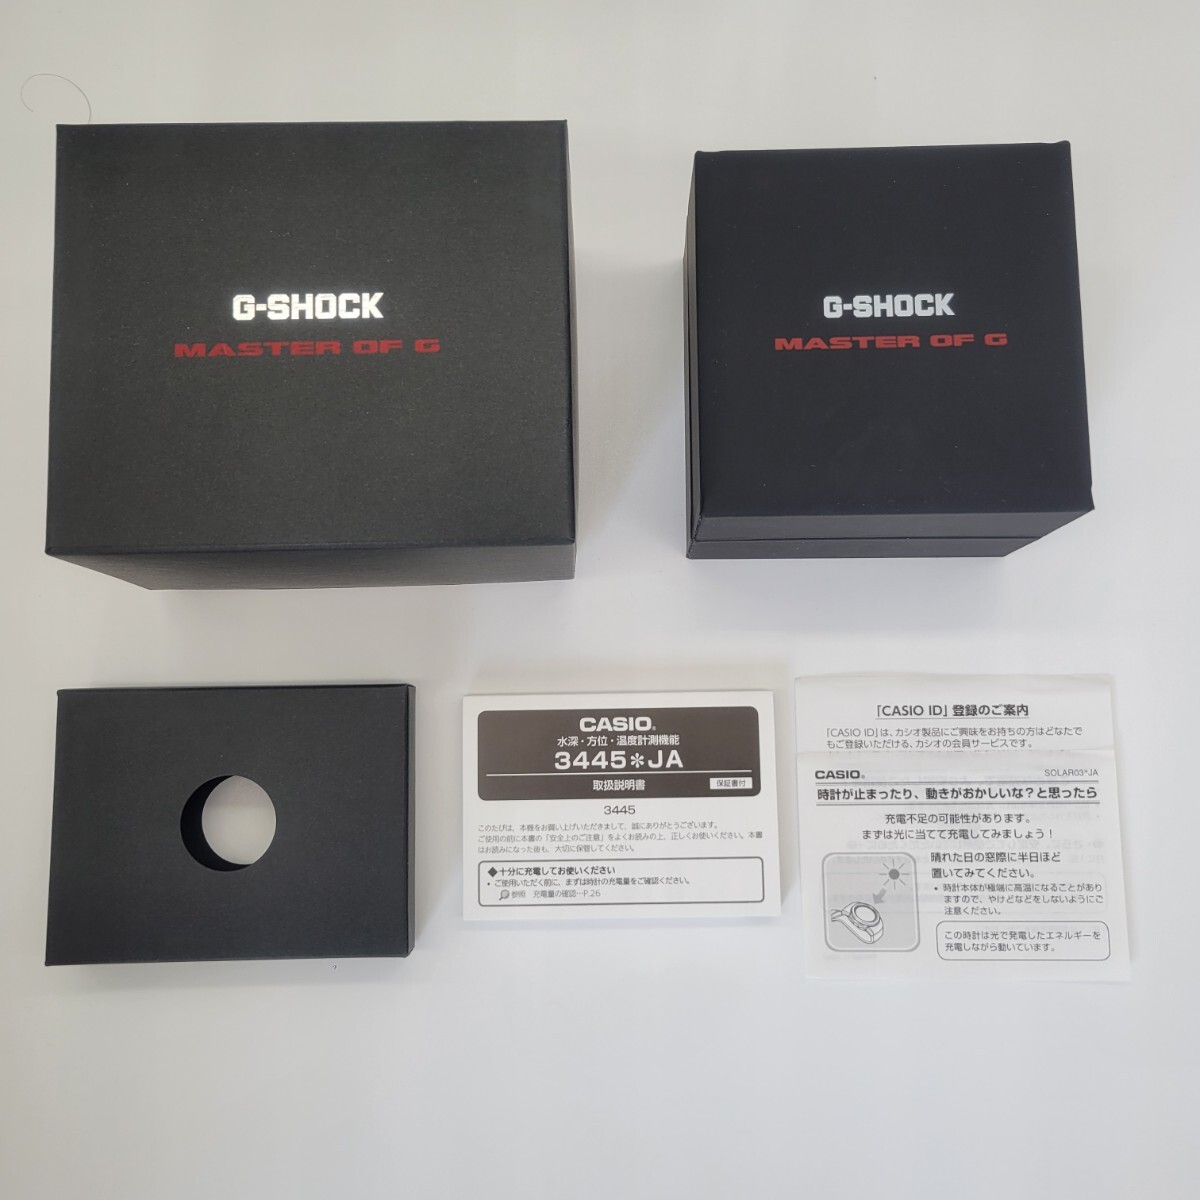 G-SHOCK
MASTER OF G
G-SHOCK
MASTER OF G
CASIO®
水深・方位・温度計測機能
3445*JA
取扱説明書
保証書付
3445
このたびは、本機をお買い上げいただきまして、誠にありがとうございます。
ご使用の前に本書の「安全上のご注意」をよくお読みの上、正しくお使いください。本書
はお読みになった後も、大切に保管してください。
◆十分に充電してお使いください
• ご使用いただく前に、まずは時計の充電量をご確認ください。
参照 充電量の確認…P.26
「CASIO ID」登録のご案内
「CASIO ID」は、カシオ製品にご興味をお持ちの方はどなたで
もご登録いただける、カシオの会員サービスです。
CASIO®
SOLAR03*JA
時計が止まったり、動きがおかしいな?と思ったら
充電不足の可能性があります。
まずは光に当てて充電してみましょう!
晴れた日の窓際に半日ほど
置いてみてください。
• 時計本体が極端に高温になることがあり
ますので、やけどなどをしないようにご
注意ください。
この時計は光で発電したエネルギーを
充電しながら動いています。